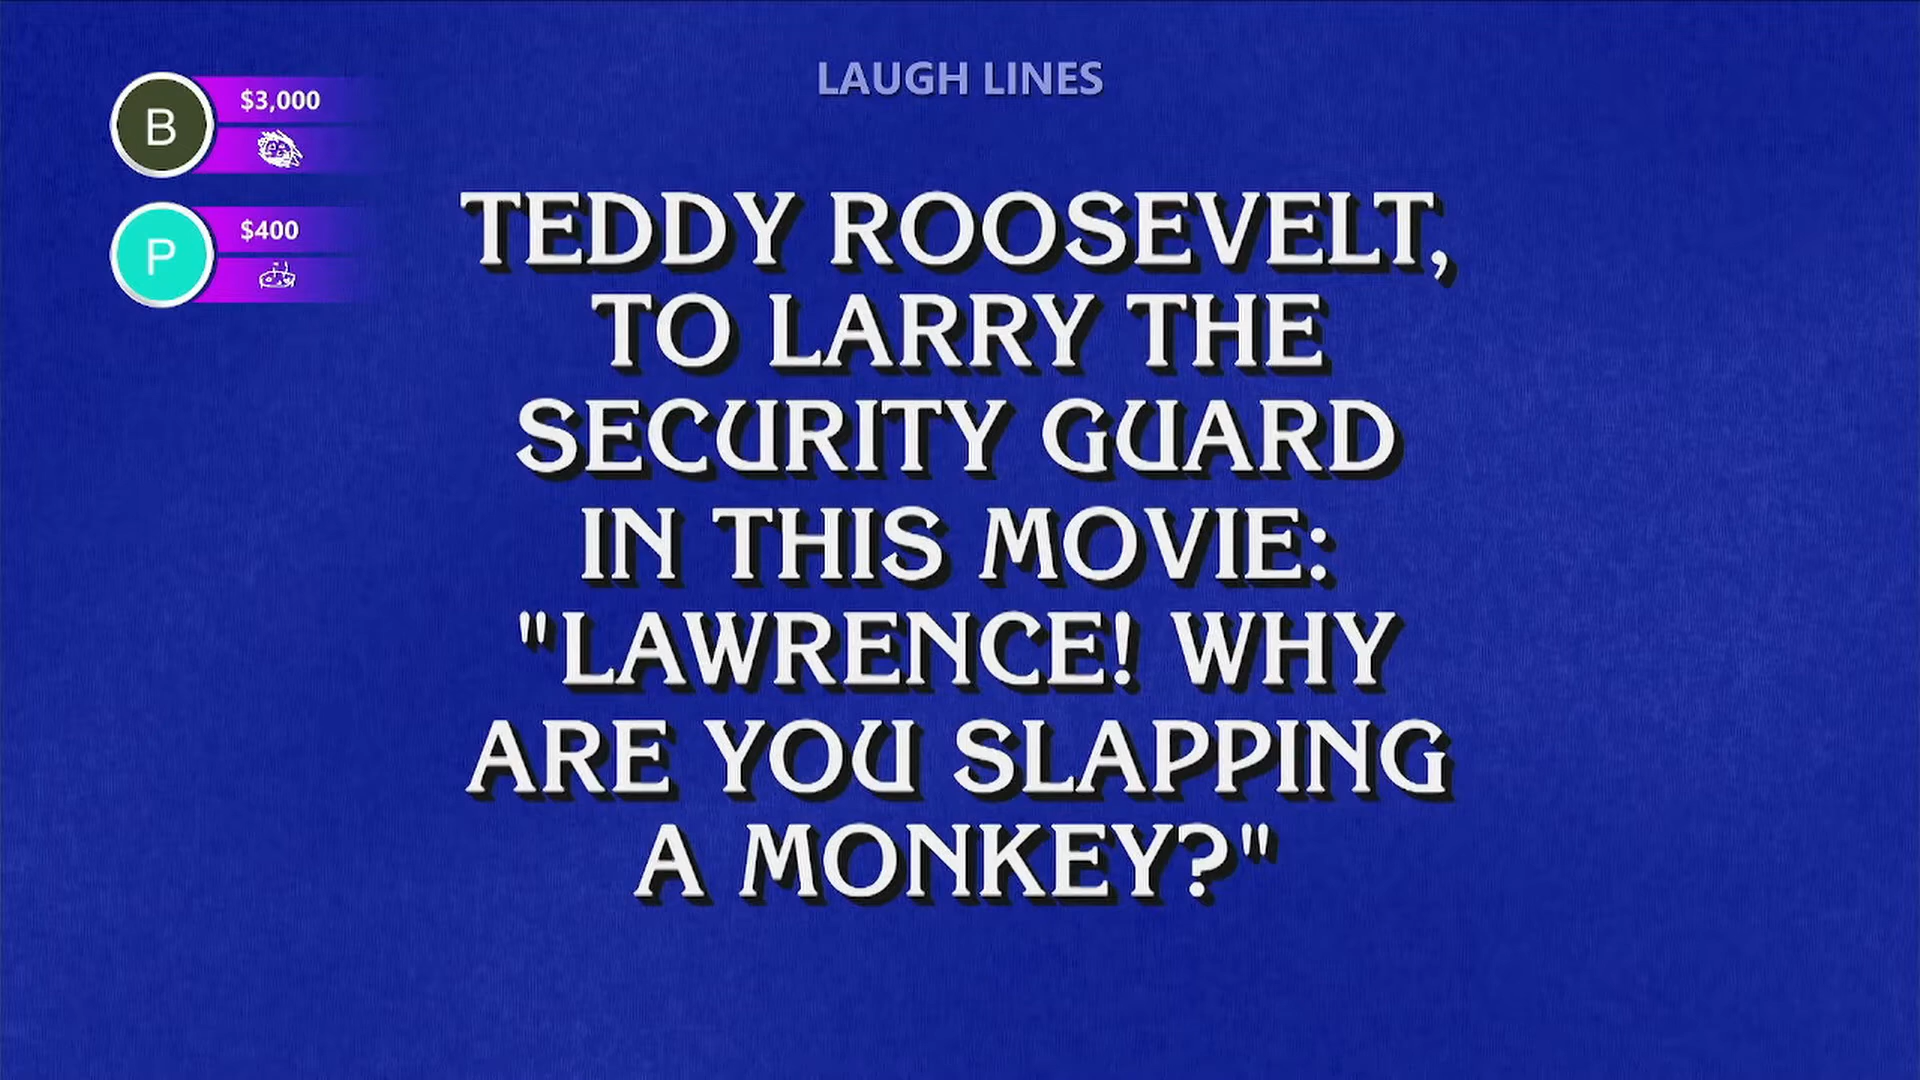 LAUGH LINES
B
$3,000
P
$400
TEDDY ROOSEVELT,
TO LARRY THE
SECURITY GUARD
IN THIS MOVIE:
"LAWRENCE! WHY
ARE YOU SLAPPING
A MONKEY?"